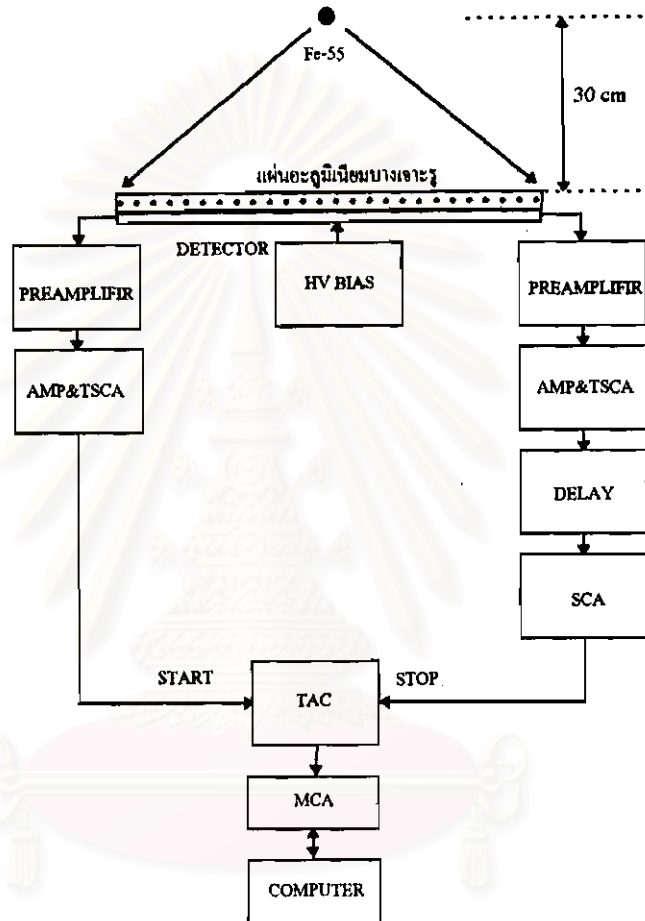 Fe-55
30 cm
แผ่นอะลูมิเนียมบางเจาะรู
DETECTOR
HV BIAS
PREAMPLIFIR
PREAMPLIFIR
AMP&TSCA
AMP&TSCA
DELAY
SCA
START
STOP
TAC
MCA
COMPUTER